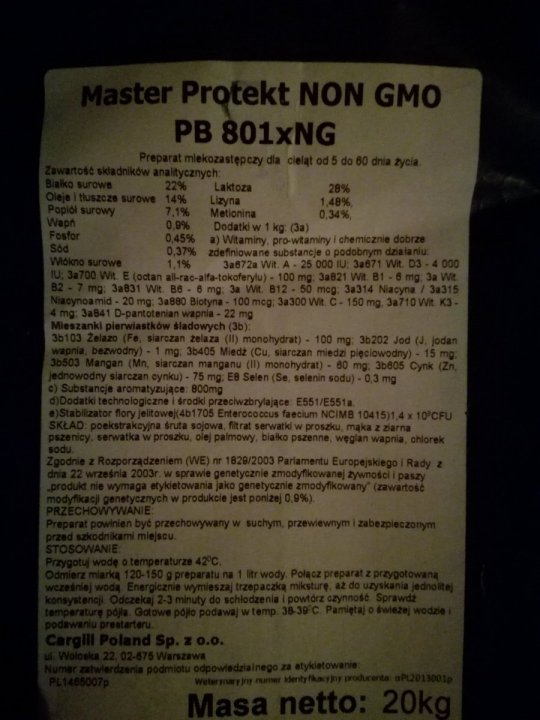 Master Protekt NON GMO
PB 801xNG
Preparat mlekozastępczy dla cieląt od 5 do 60 dnia życia.
Zawartość składników analitycznych:
Białko surowe 22% Laktoza 28%
Oleje i tłuszcze surowe 14% Lizyna 1,48%,
Popiół surowy 7,1% Metionina 0,34%,
Wapń 0,9% Dodatki w 1 kg: (3a)
Fosfor 0,45% a) Witaminy, pro-witaminy i chemicznie dobrze
Sód 0,37% zdefiniowane substancje o podobnym działaniu:
Włókno surowe 1,1% 3a672a Wit. A - 25 000 IU; 3a671 Wit. D3 - 4 000
IU; 3a700 Wit. E (octan all-rac-alfa-tokoferylu) - 100 mg; 3a821 Wit. B1 - 6 mg; 3a Wit.
B2 - 7 mg; 3a831 Wit. B6 - 6 mg; 3a Wit. B12 - 50 mcg; 3a314 Niacyna / 3a315
Niacynoamid - 20 mg; 3a880 Biotyna - 100 mcg; 3a300 Wit. C - 150 mg, 3a710 Wit. K3 -
4 mg; 3a841 D-pantotenian wapnia - 22 mg
Mieszanki pierwiastków śladowych (3b):
3b103 Żelazo (Fe, siarczan żelaza (II) monohydrat) - 100 mg; 3b202 Jod (J, jodan
wapnia, bezwodny) - 1 mg; 3b405 Miedź (Cu, siarczan miedzi pięciowodny) - 15 mg;
3b503 Mangan (Mn, siarczan manganu (II) monohydrat) - 60 mg; 3b605 Cynk (Zn,
jednowodny siarczan cynku) - 75 mg; E8 Selen (Se, selenin sodu) - 0,3 mg
c) Substancje aromatyzujące: 800mg
d)Dodatki technologiczne i środki przeciwzbrylające: E551/E551a.
e)Stabilizator flory jelitowej(4b1705 Enterococcus faecium NCIMB 10415)1,4 x 10⁹CFU
SKŁAD: poekstrakcyjna śruta sojowa, filtrat serwatki w proszku, mąka z ziarna
pszenicy, serwatka w proszku, olej palmowy, białko pszenne, węglan wapnia, chlorek
sodu.
Zgodnie z Rozporządzeniem (WE) nr 1829/2003 Parlamentu Europejskiego i Rady z
dnia 22 września 2003r. w sprawie genetycznie zmodyfikowanej żywności i paszy
„produkt nie wymaga etykietowania jako genetycznie zmodyfikowany” (zawartość
modyfikacji genetycznych w produkcie jest poniżej 0,9%).
PRZECHOWYWANIE:
Preparat powinien być przechowywany w suchym, przewiewnym i zabezpieczonym
przed szkodnikami miejscu.
STOSOWANIE:
Przygotuj wodę o temperaturze 42⁰C.
Odmierz miarką 120-150 g preparatu na 1 litr wody. Połącz preparat z przygotowaną
wcześniej wodą. Energicznie wymieszaj trzepaczką miksturę, aż do uzyskania jednolitej
konsystencji. Odczekaj 2-3 minuty do schłodzenia i powtórz czynność. Sprawdź
temperaturę pójła. Gotowe pójło podawaj w temp. 38-39⁰C. Pamiętaj o świeżej wodzie i
podawaniu prestarteru.
Cargill Poland Sp. z o.o.
ul. Wołoska 22, 02-675 Warszawa
Numer zatwierdzenia podmiotu odpowiedzialnego za etykietowanie:
PL1465007p Weterynaryjny numer identyfikacyjny producenta: αPL2013001p
Masa netto: 20kg